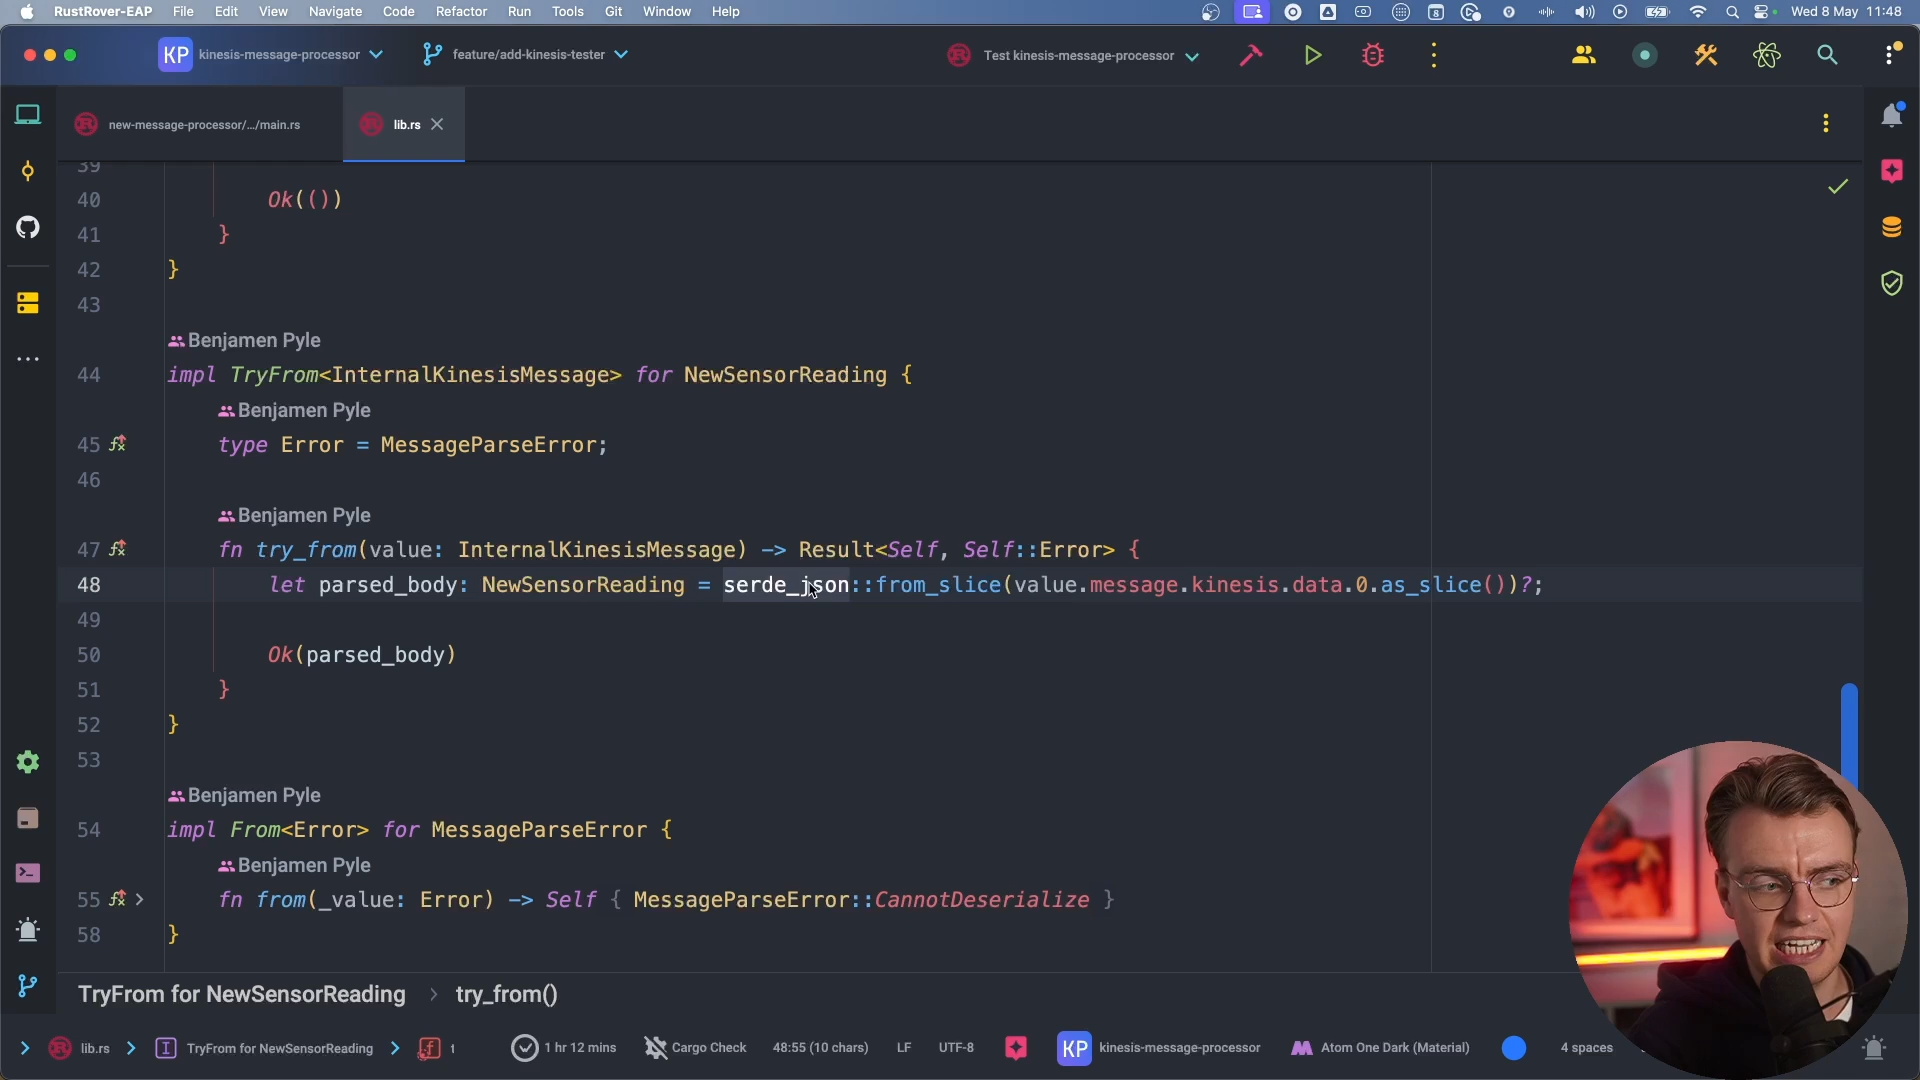 RustRover-EAP File Edit View Navigate Code Refactor Run Tools Git Window Help Wed 8 May 11:48
KP kinesis-message-processor feature/add-kinesis-tester Test kinesis-message-processor
new-message-processor/.../main.rs lib.rs
39
40 Ok(())
41 }
42 }
43
Benjamen Pyle
44 impl TryFrom<InternalKinesisMessage> for NewSensorReading {
Benjamen Pyle
45 type Error = MessageParseError;
46
Benjamen Pyle
47 fn try_from(value: InternalKinesisMessage) -> Result<Self, Self::Error> {
48 let parsed_body: NewSensorReading = serde_json::from_slice(value.message.kinesis.data.0.as_slice())?;
49
50 Ok(parsed_body)
51 }
52 }
53
Benjamen Pyle
54 impl From<Error> for MessageParseError {
Benjamen Pyle
55 fn from(_value: Error) -> Self { MessageParseError::CannotDeserialize }
58 }
TryFrom for NewSensorReading > try_from()
lib.rs TryFrom for NewSensorReading t 1 hr 12 mins Cargo Check 48:55 (10 chars) LF UTF-8 KP kinesis-message-processor Atom One Dark (Material) 4 spaces